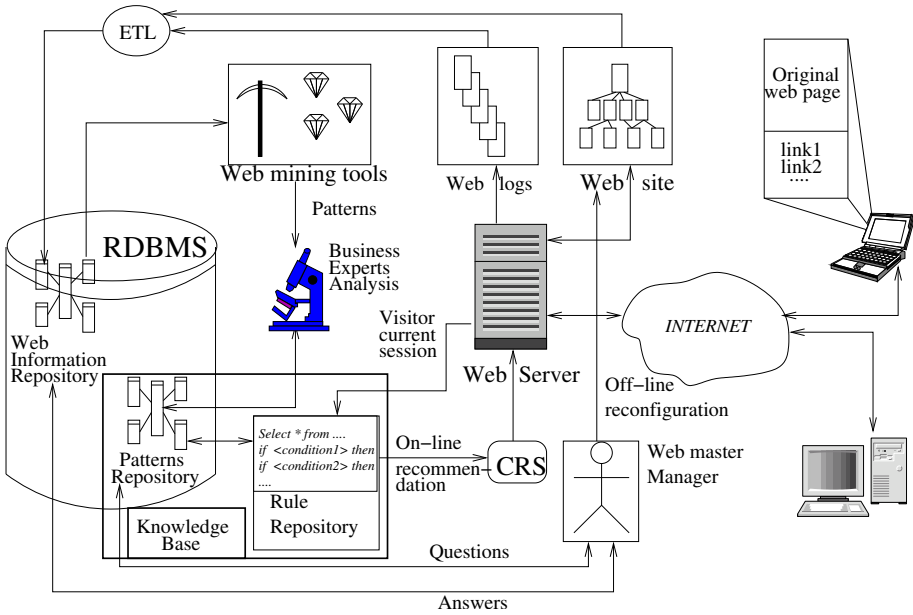 ETL
Original
web page
link1
link2
....
Web mining tools
Web logs
Web site
Patterns
RDBMS
Business
Experts
Analysis
Visitor
current
session
INTERNET
Web
Information
Repository
Web Server
Off-line
reconfiguration
Patterns
Repository
Select * from ....
if <condition1> then
if <condition2> then
....
Rule
Repository
On-line
recommen-
dation
CRS
Web master
Manager
Knowledge
Base
Questions
Answers